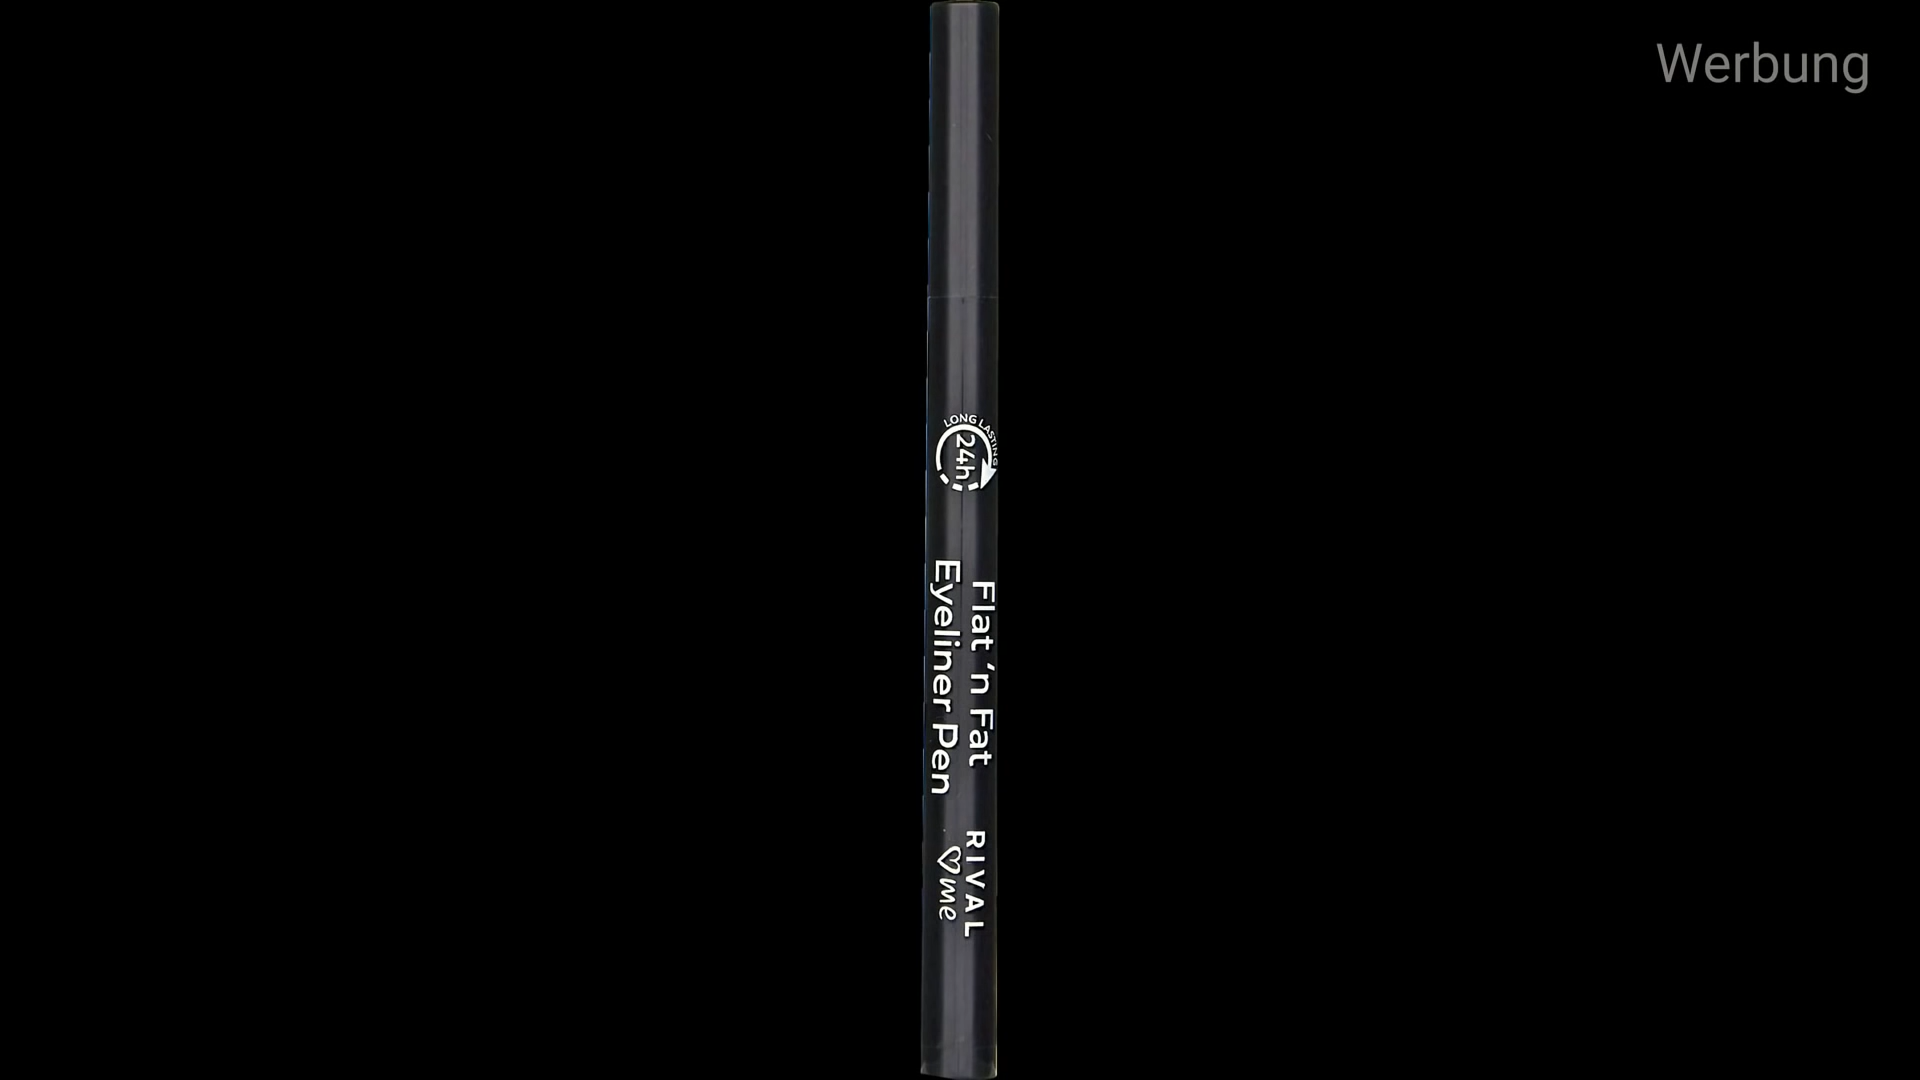 Werbung
LONG LASTING
24h
Flat ‘n Fat
Eyeliner Pen
RIVAL
♡me